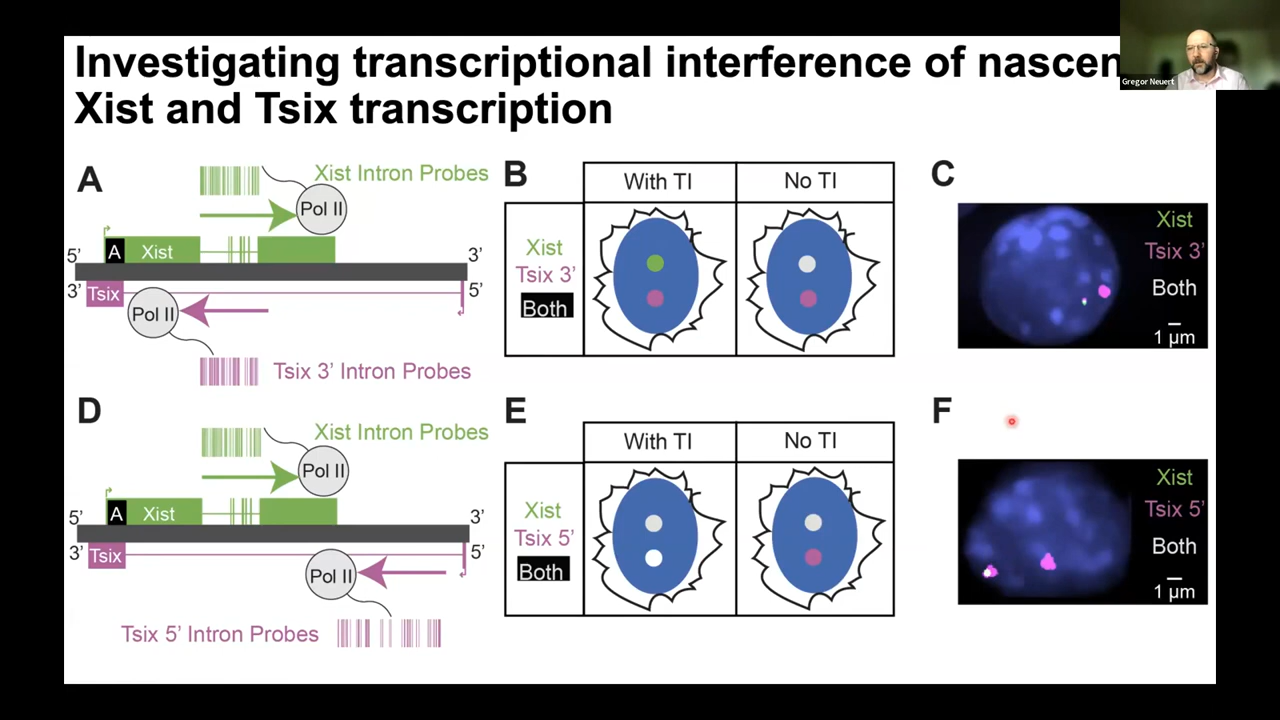 Investigating transcriptional interference of nascen
Xist and Tsix transcription
Gregor Neuert
A
Xist Intron Probes
Pol II
A Xist
5' 3'
3' Tsix 5'
Pol II
Tsix 3' Intron Probes
B
With TI No TI
Xist
Tsix 3'
Both
C
Xist
Tsix 3'
Both
1 µm
D
Xist Intron Probes
Pol II
A Xist
5' 3'
3' Tsix 5'
Pol II
Tsix 5' Intron Probes
E
With TI No TI
Xist
Tsix 5'
Both
F
Xist
Tsix 5'
Both
1 µm